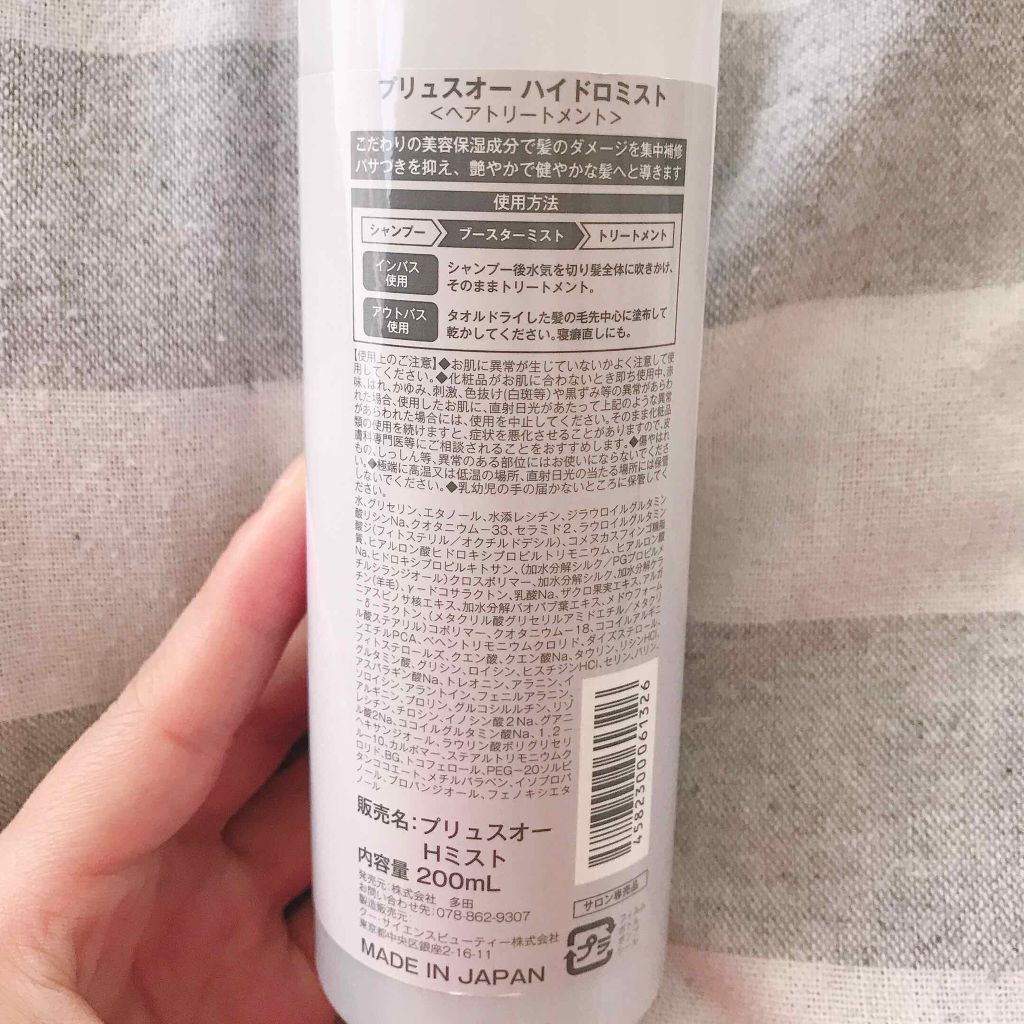 プリュスオー ハイドロミスト
＜ヘアトリートメント＞
こだわりの美容保湿成分で髪のダメージを集中補修
パサつきを抑え、艶やかで健やかな髪へと導きます
使用方法
シャンプー ブースターミスト トリートメント
インバス使用 シャンプー後水気を切り髪全体に吹きかけ、
そのままトリートメント。
アウトバス使用 タオルドライした髪の毛先中心に塗布して
乾かしてください。寝癖直しにも。
【使用上のご注意】◆お肌に異常が生じていないかよく注意して使
用してください。◆化粧品がお肌に合わないとき即ち使用中、赤
味、はれ、かゆみ、刺激、色抜け(白斑等)や黒ずみ等の異常があらわ
れた場合、使用したお肌に、直射日光があたって上記のような異常
があらわれた場合には、使用を中止してください。そのまま化粧品
類の使用を続けますと、症状を悪化させることがありますので、皮
膚科専門医等にご相談されることをおすすめします。◆傷やはれ
もの、しっしん等、異常のある部位にはお使いにならないでくださ
い。◆極端に高温又は低温の場所、直射日光の当たる場所には保管
しないでください。◆乳幼児の手の届かないところに保管してく
ださい。
水、グリセリン、エタノール、水添レシチン、ジラウロイルグルタミン
酸リシンNa、クオタニウム－33、セラミド2、ラウロイルグルタミン
酸ジ(フィトステリル／オクチルドデシル)、コメヌカスフィンゴ糖脂
質、ヒアルロン酸ヒドロキシプロピルトリモニウム、ヒアルロン酸
Na、ヒドロキシプロピルキトサン、(加水分解シルク／PGプロピルメ
チルシランジオール)クロスポリマー、加水分解シルク、加水分解ケラ
チン(羊毛)、γ－ドコサラクトン、乳酸Na、ザクロ果実エキス、アルガ
ニアスピノサ核エキス、加水分解バオバブ葉エキス、メドウフォーム
－δ－ラクトン、(メタクリル酸グリセリルアミドエチル／メタクリ
ル酸ステアリル)コポリマー、クオタニウム－18、ココイルアルギニ
ンエチルPCA、ベヘントリモニウムクロリド、ダイズステロール、
フィトステロールズ、クエン酸、クエン酸Na、タウリン、リシンHCl、
グルタミン酸、グリシン、ロイシン、ヒスチジンHCl、セリン、バリン、
アスパラギン酸Na、トレオニン、アラニン、イ
ソロイシン、アラントイン、フェニルアラニン、
アルギニン、プロリン、グルコシルルチン、リゾ
レシチン、チロシン、イノシン酸2Na、グアニ
ル酸2Na、ココイルグルタミン酸Na、1,2－
ヘキサンジオール、ラウリン酸ポリグリセリ
ル－10、カルボマー、ステアルトリモニウムク
ロリド、BG、トコフェロール、PEG－20ソルビ
タンココエート、メチルパラベン、イソプロパ
ノール、プロパンジオール、フェノキシエタ
ノール
4582300061326
販売名：プリュスオー
Hミスト
内容量 200mL
発売元：株式会社 多田
お問い合わせ先：078-862-9307
製造販売元
クー・サイエンスビューティー株式会社
東京都中央区銀座2-16-11
サロン専売品
プラ
MADE IN JAPAN